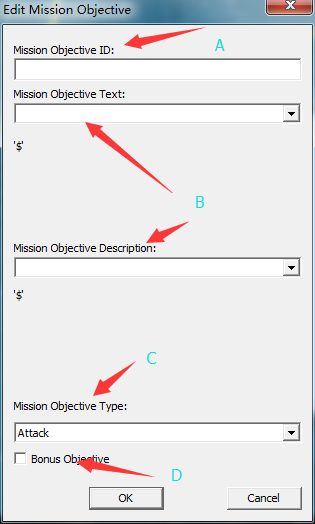 Edit Mission Objective
Mission Objective ID:
A
Mission Objective Text:
'$'
B
Mission Objective Description:
'$'
C
Mission Objective Type:
Attack
Bonus Objective
D
OK
Cancel